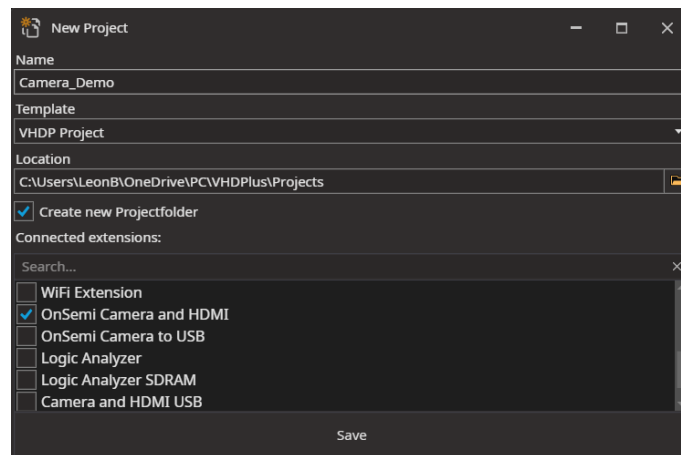 New Project
Name
Camera_Demo
Template
VHDP Project
Location
C:\Users\LeonB\OneDrive\PC\VHDPlus\Projects
Create new Projectfolder
Connected extensions:
Search...
WiFi Extension
OnSemi Camera and HDMI
OnSemi Camera to USB
Logic Analyzer
Logic Analyzer SDRAM
Camera and HDMI USB
Save